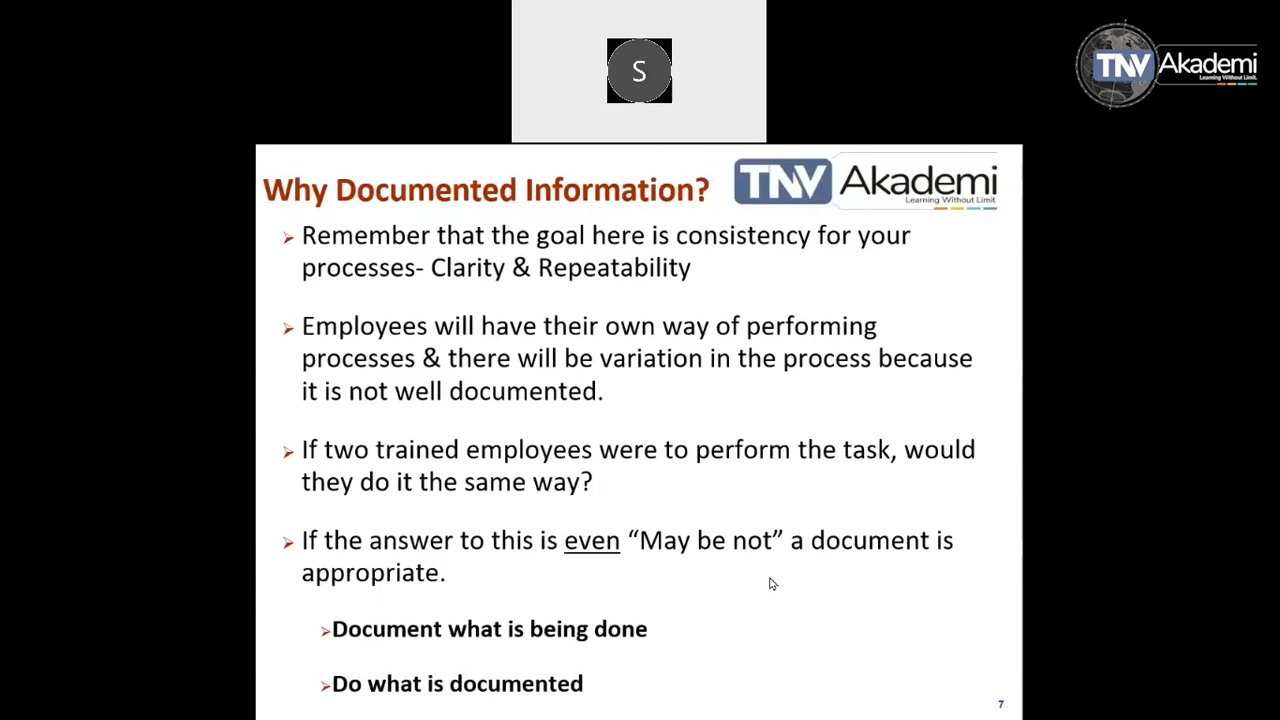 S
TNV Akademi
Learning Without Limit.
Why Documented Information?
TNV Akademi
Learning Without Limit
Remember that the goal here is consistency for your
processes- Clarity & Repeatability
Employees will have their own way of performing
processes & there will be variation in the process because
it is not well documented.
If two trained employees were to perform the task, would
they do it the same way?
If the answer to this is even “May be not” a document is
appropriate.
Document what is being done
Do what is documented
7